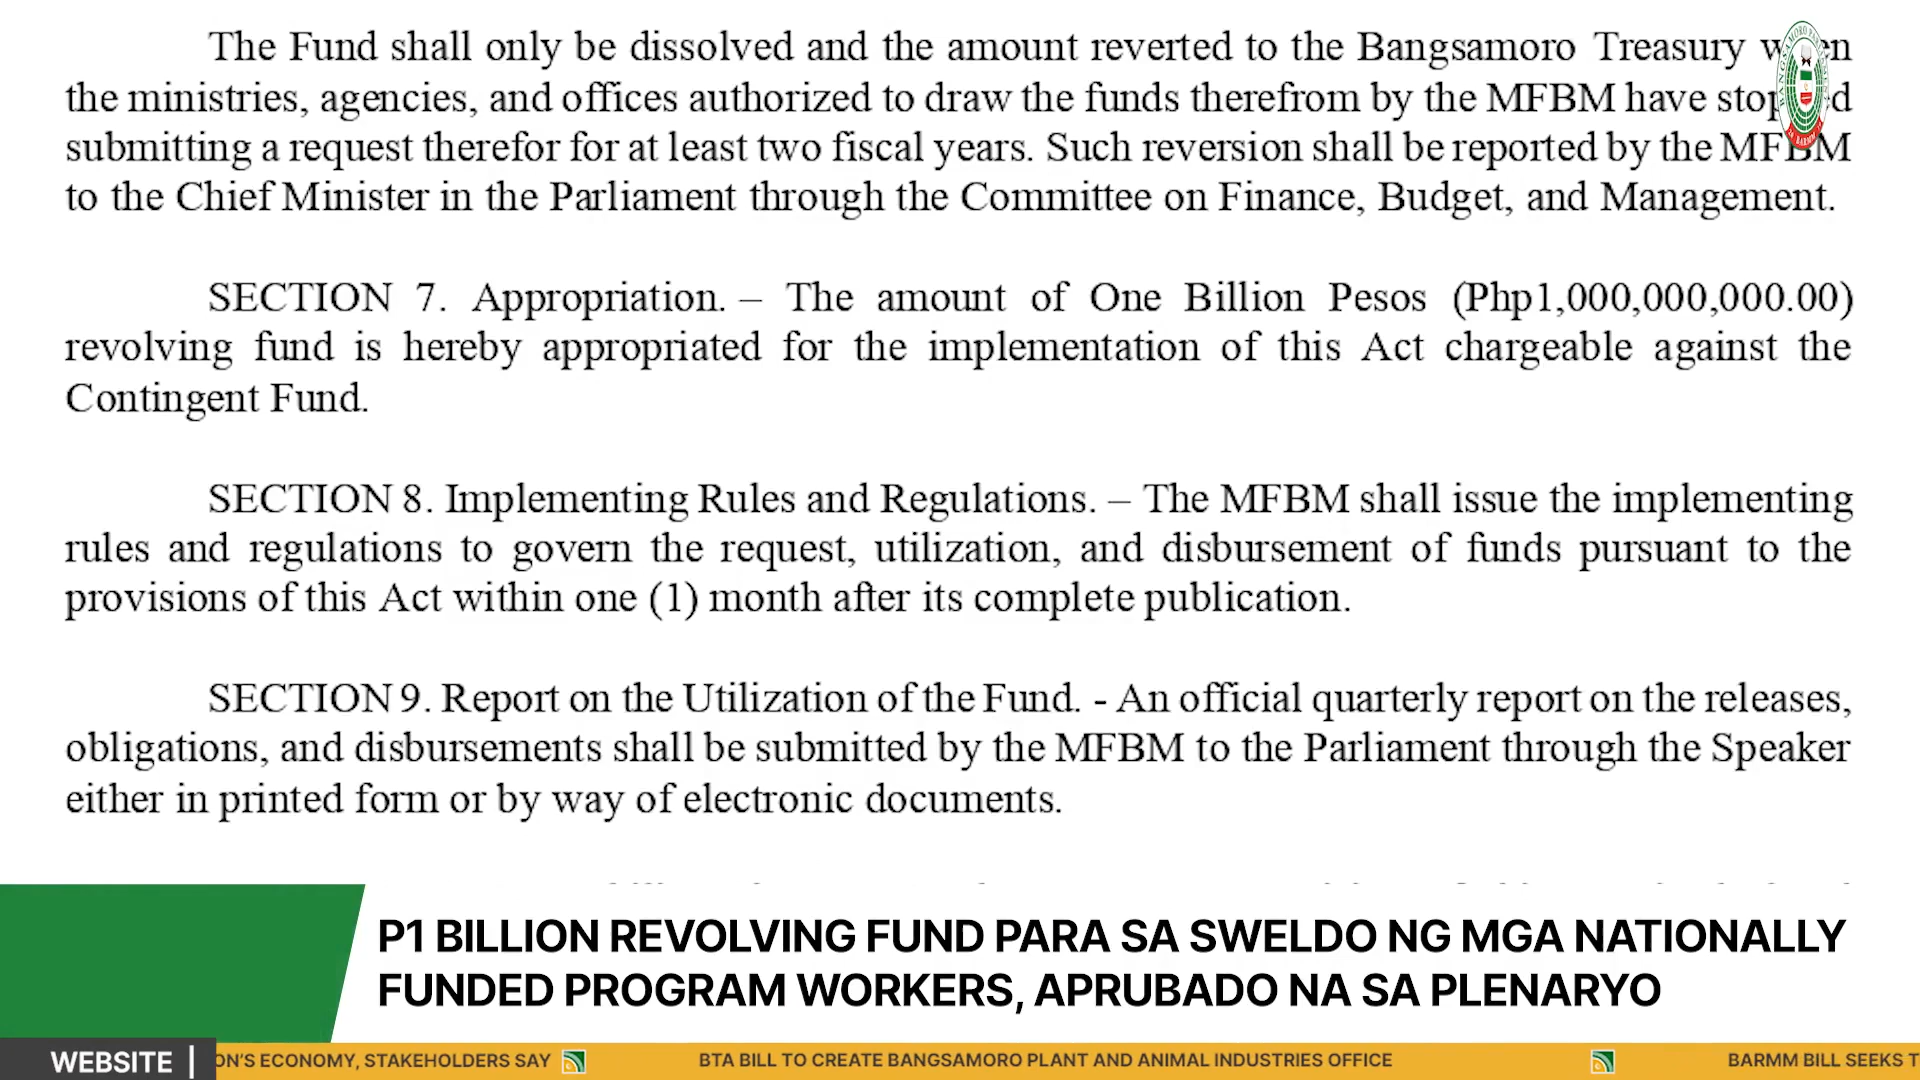 The Fund shall only be dissolved and the amount reverted to the Bangsamoro Treasury when
the ministries, agencies, and offices authorized to draw the funds therefrom by the MFBM have stopped
submitting a request therefor for at least two fiscal years. Such reversion shall be reported by the MFBM
to the Chief Minister in the Parliament through the Committee on Finance, Budget, and Management.
SECTION 7. Appropriation. – The amount of One Billion Pesos (Php1,000,000,000.00)
revolving fund is hereby appropriated for the implementation of this Act chargeable against the
Contingent Fund.
SECTION 8. Implementing Rules and Regulations. – The MFBM shall issue the implementing
rules and regulations to govern the request, utilization, and disbursement of funds pursuant to the
provisions of this Act within one (1) month after its complete publication.
SECTION 9. Report on the Utilization of the Fund. - An official quarterly report on the releases,
obligations, and disbursements shall be submitted by the MFBM to the Parliament through the Speaker
either in printed form or by way of electronic documents.
P1 BILLION REVOLVING FUND PARA SA SWELDO NG MGA NATIONALLY
FUNDED PROGRAM WORKERS, APRUBADO NA SA PLENARYO
WEBSITE | ON'S ECONOMY, STAKEHOLDERS SAY BTA BILL TO CREATE BANGSAMORO PLANT AND ANIMAL INDUSTRIES OFFICE BARMM BILL SEEKS T